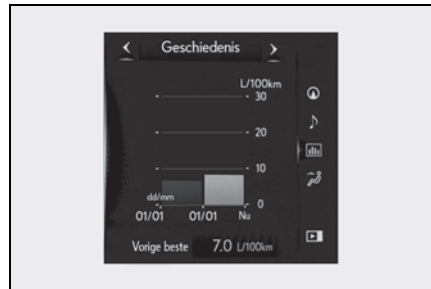 Geschiedenis
L/100km
30
20
10
0
dd/mm
01/01 01/01 Nu
Vorige beste 7.0 L/100km